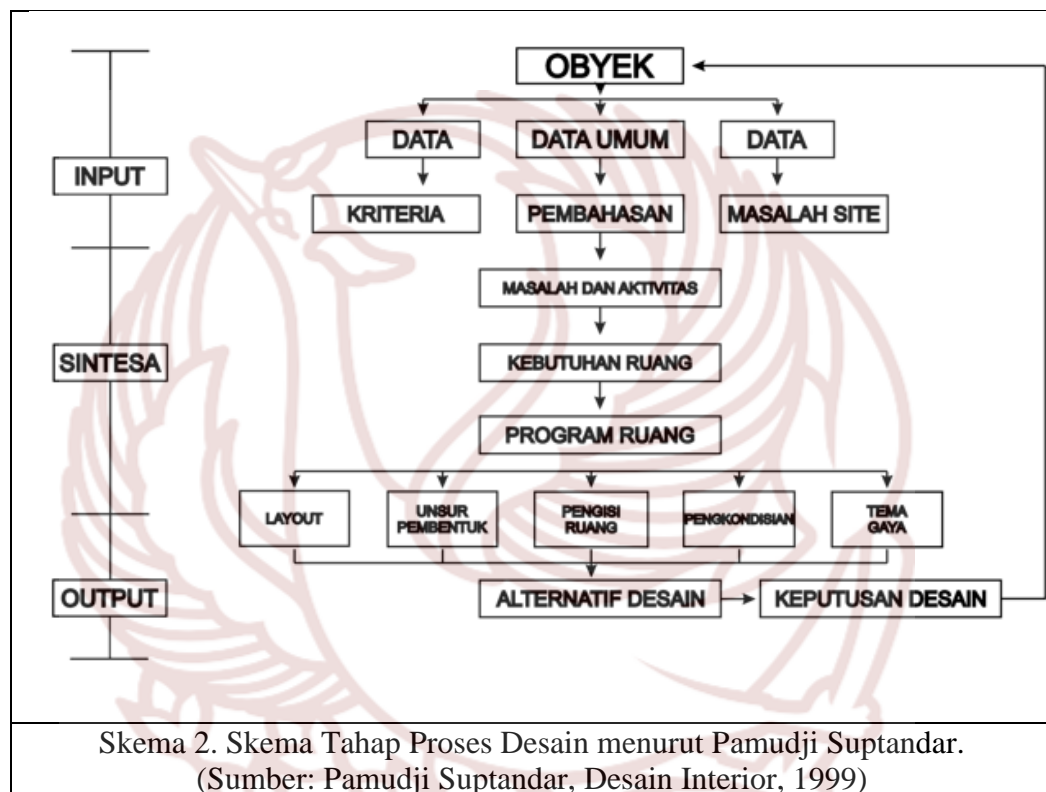 OBYEK
DATA
DATA UMUM
DATA
INPUT
KRITERIA
PEMBAHASAN
MASALAH SITE
MASALAH DAN AKTIVITAS
SINTESA
KEBUTUHAN RUANG
PROGRAM RUANG
LAYOUT
UNSUR
PEMBENTUK
PENGISI
RUANG
PENGKONDISIAN
TEMA
GAYA
OUTPUT
ALTERNATIF DESAIN
KEPUTUSAN DESAIN
Skema 2. Skema Tahap Proses Desain menurut Pamudji Suptandar.
(Sumber: Pamudji Suptandar, Desain Interior, 1999)